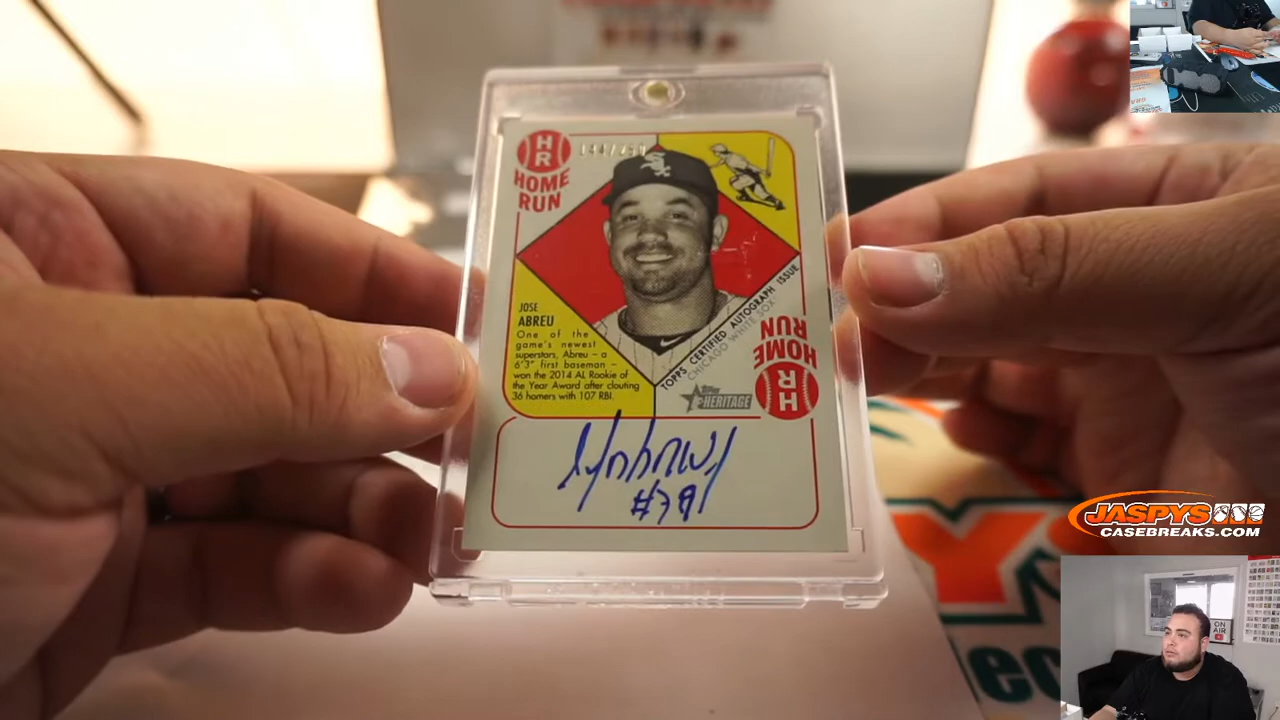 HR
HOME
RUN
JOSE
ABREU
One of the
game's newest
superstars, Abreu – a
6'3" first baseman –
won the 2014 AL Rookie of
the Year Award after clouting
36 homers with 107 RBI.
TOPPS CERTIFIED AUTOGRAPH ISSUE
CHICAGO WHITE SOX
HOME
RUN
HR
Topps
HERITAGE
#79
JASPYS
CASEBREAKS.COM
ON
AIR